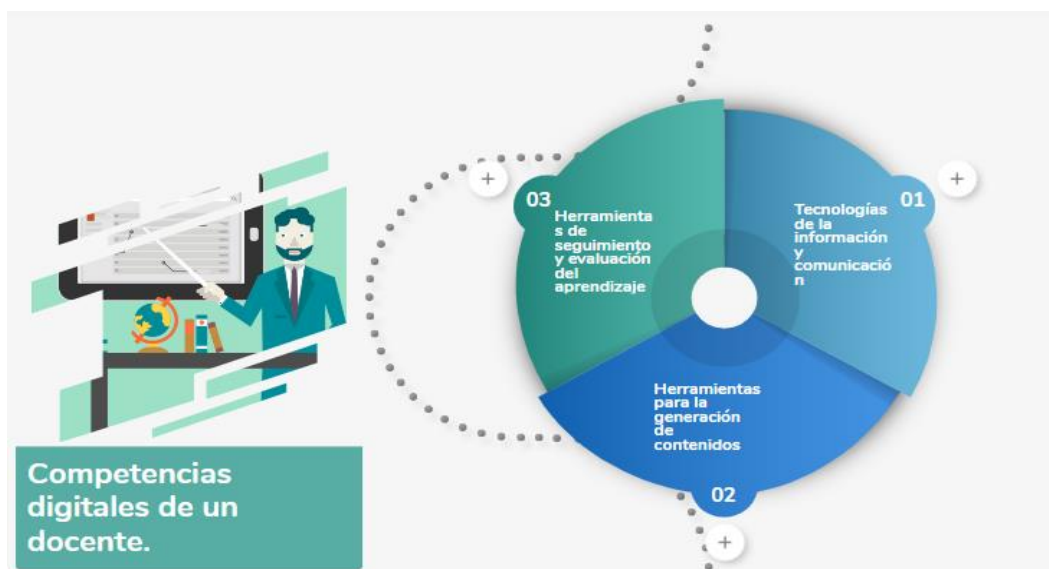 Competencias
digitales de un
docente.
01
Tecnologías
de la
información
y
comunicació
n
02
Herramientas
para la
generación
de
contenidos
03
Herramienta
s de
seguimiento
y evaluación
del
aprendizaje